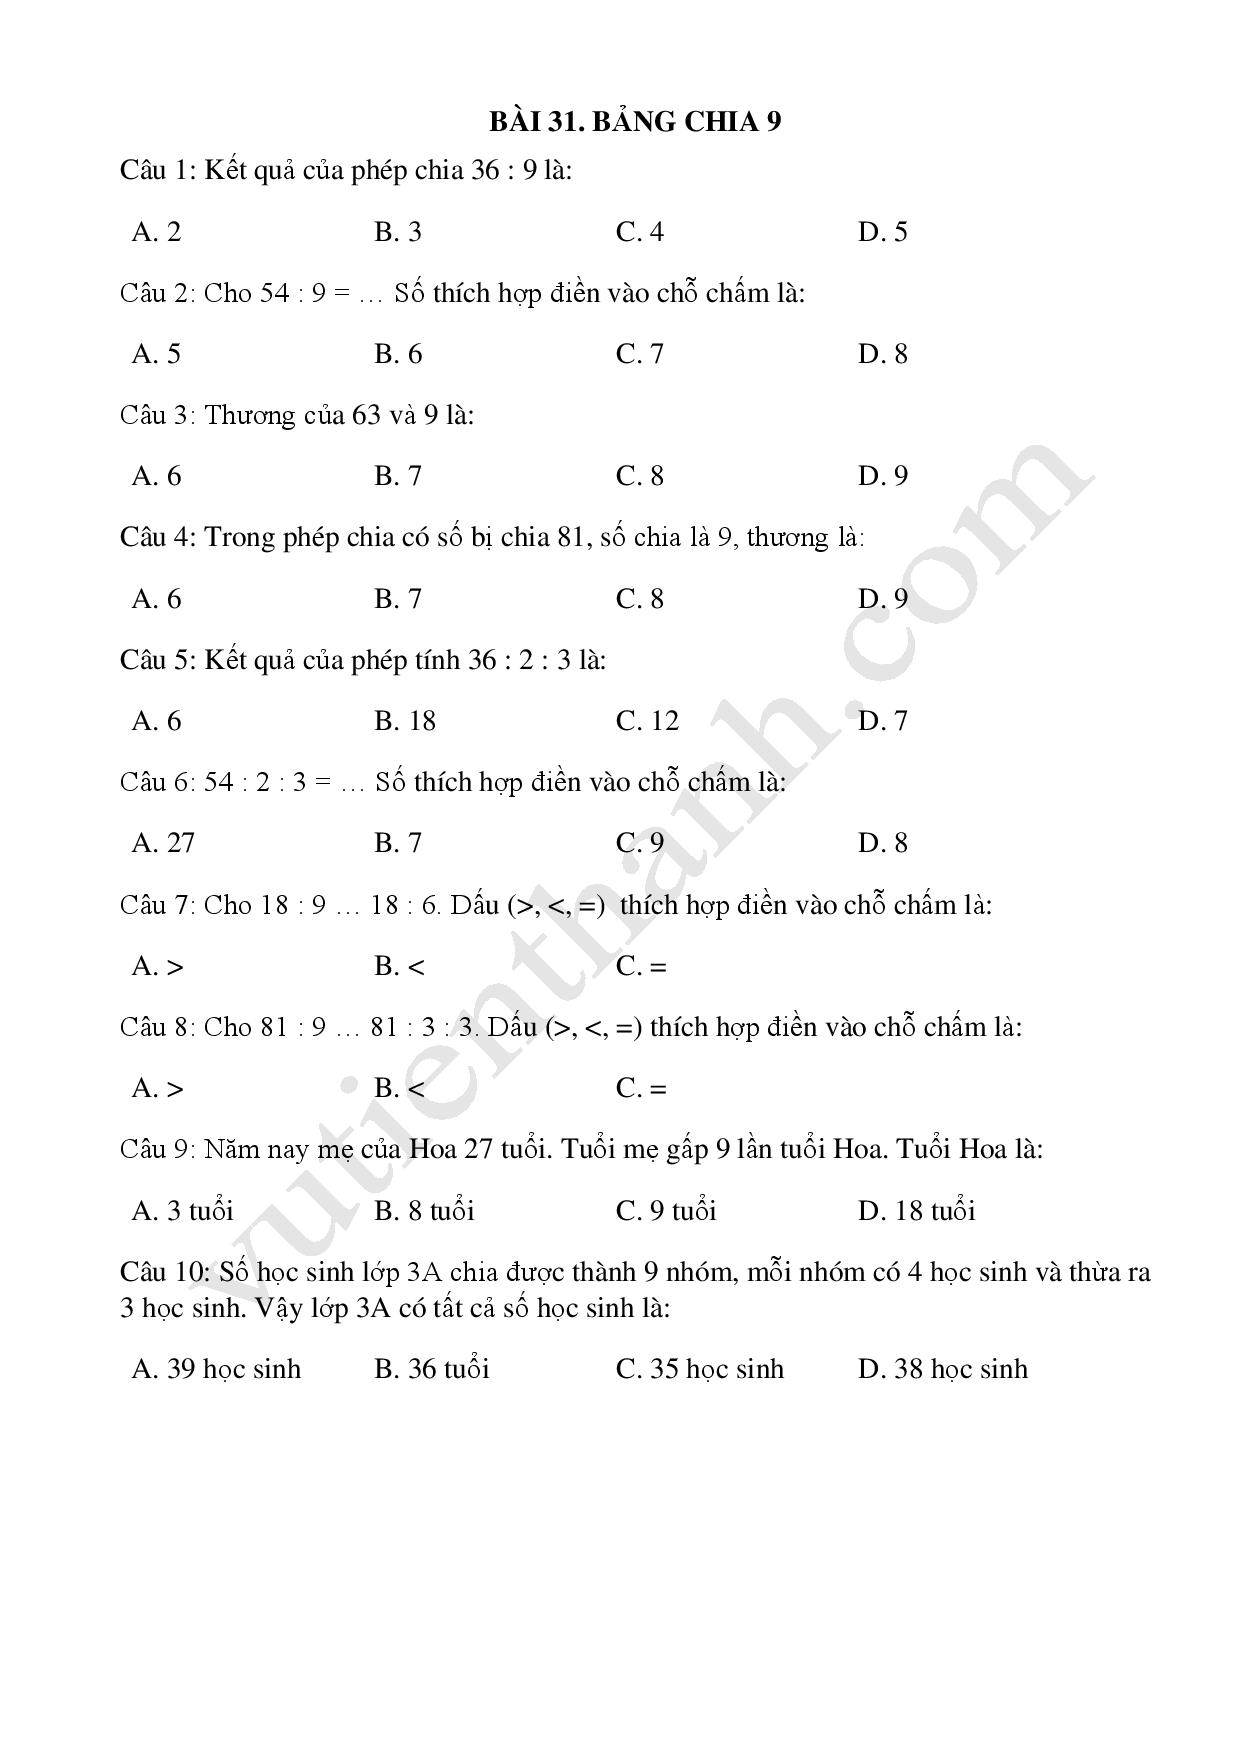 BÀI 31. BẢNG CHIA 9
Câu 1: Kết quả của phép chia 36 : 9 là:
A. 2 B. 3 C. 4 D. 5
Câu 2: Cho 54 : 9 = … Số thích hợp điền vào chỗ chấm là:
A. 5 B. 6 C. 7 D. 8
Câu 3: Thương của 63 và 9 là:
A. 6 B. 7 C. 8 D. 9
Câu 4: Trong phép chia có số bị chia 81, số chia là 9, thương là:
A. 6 B. 7 C. 8 D. 9
Câu 5: Kết quả của phép tính 36 : 2 : 3 là:
A. 6 B. 18 C. 12 D. 7
Câu 6: 54 : 2 : 3 = … Số thích hợp điền vào chỗ chấm là:
A. 27 B. 7 C. 9 D. 8
Câu 7: Cho 18 : 9 … 18 : 6. Dấu (>, <, =) thích hợp điền vào chỗ chấm là:
A. > B. < C. =
Câu 8: Cho 81 : 9 … 81 : 3 : 3. Dấu (>, <, =) thích hợp điền vào chỗ chấm là:
A. > B. < C. =
Câu 9: Năm nay mẹ của Hoa 27 tuổi. Tuổi mẹ gấp 9 lần tuổi Hoa. Tuổi Hoa là:
A. 3 tuổi B. 8 tuổi C. 9 tuổi D. 18 tuổi
Câu 10: Số học sinh lớp 3A chia được thành 9 nhóm, mỗi nhóm có 4 học sinh và thừa ra
3 học sinh. Vậy lớp 3A có tất cả số học sinh là:
A. 39 học sinh B. 36 tuổi C. 35 học sinh D. 38 học sinh
vutienthanh.com